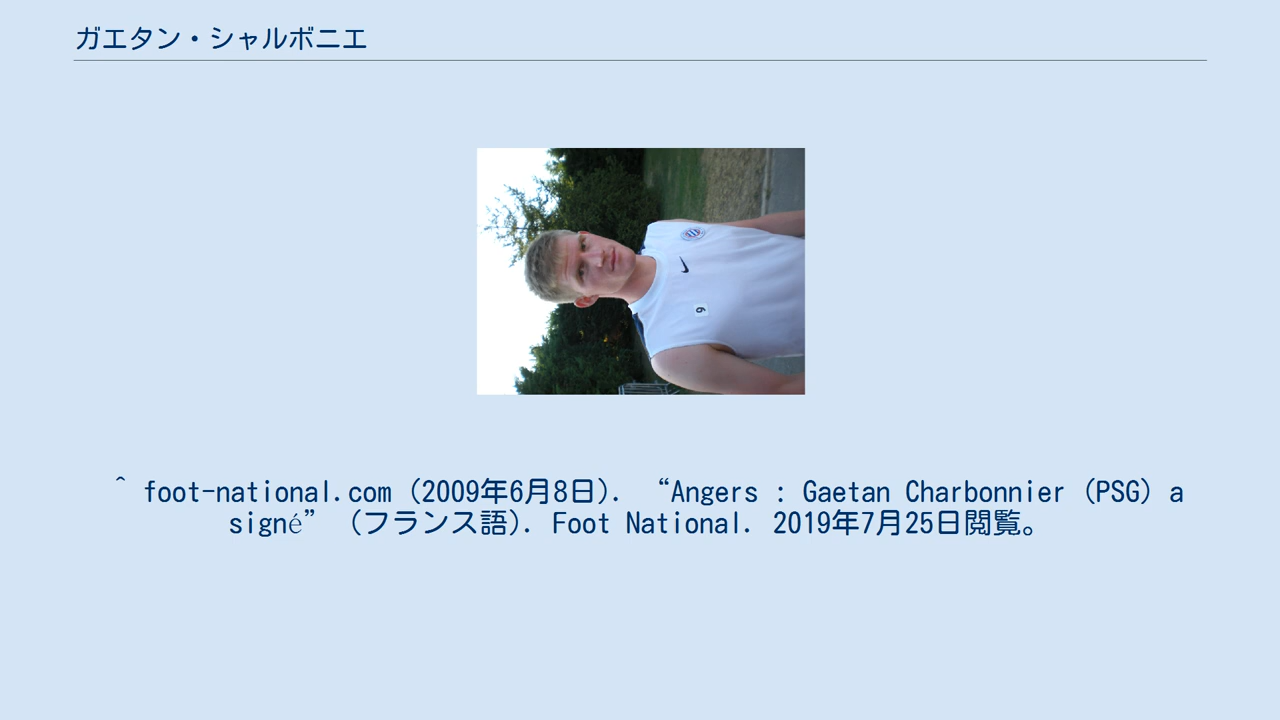 ガエタン・シャルボニエ
9
^ foot-national.com (2009年6月8日). “Angers : Gaetan Charbonnier (PSG) a
signé” (フランス語). Foot National. 2019年7月25日閲覧。